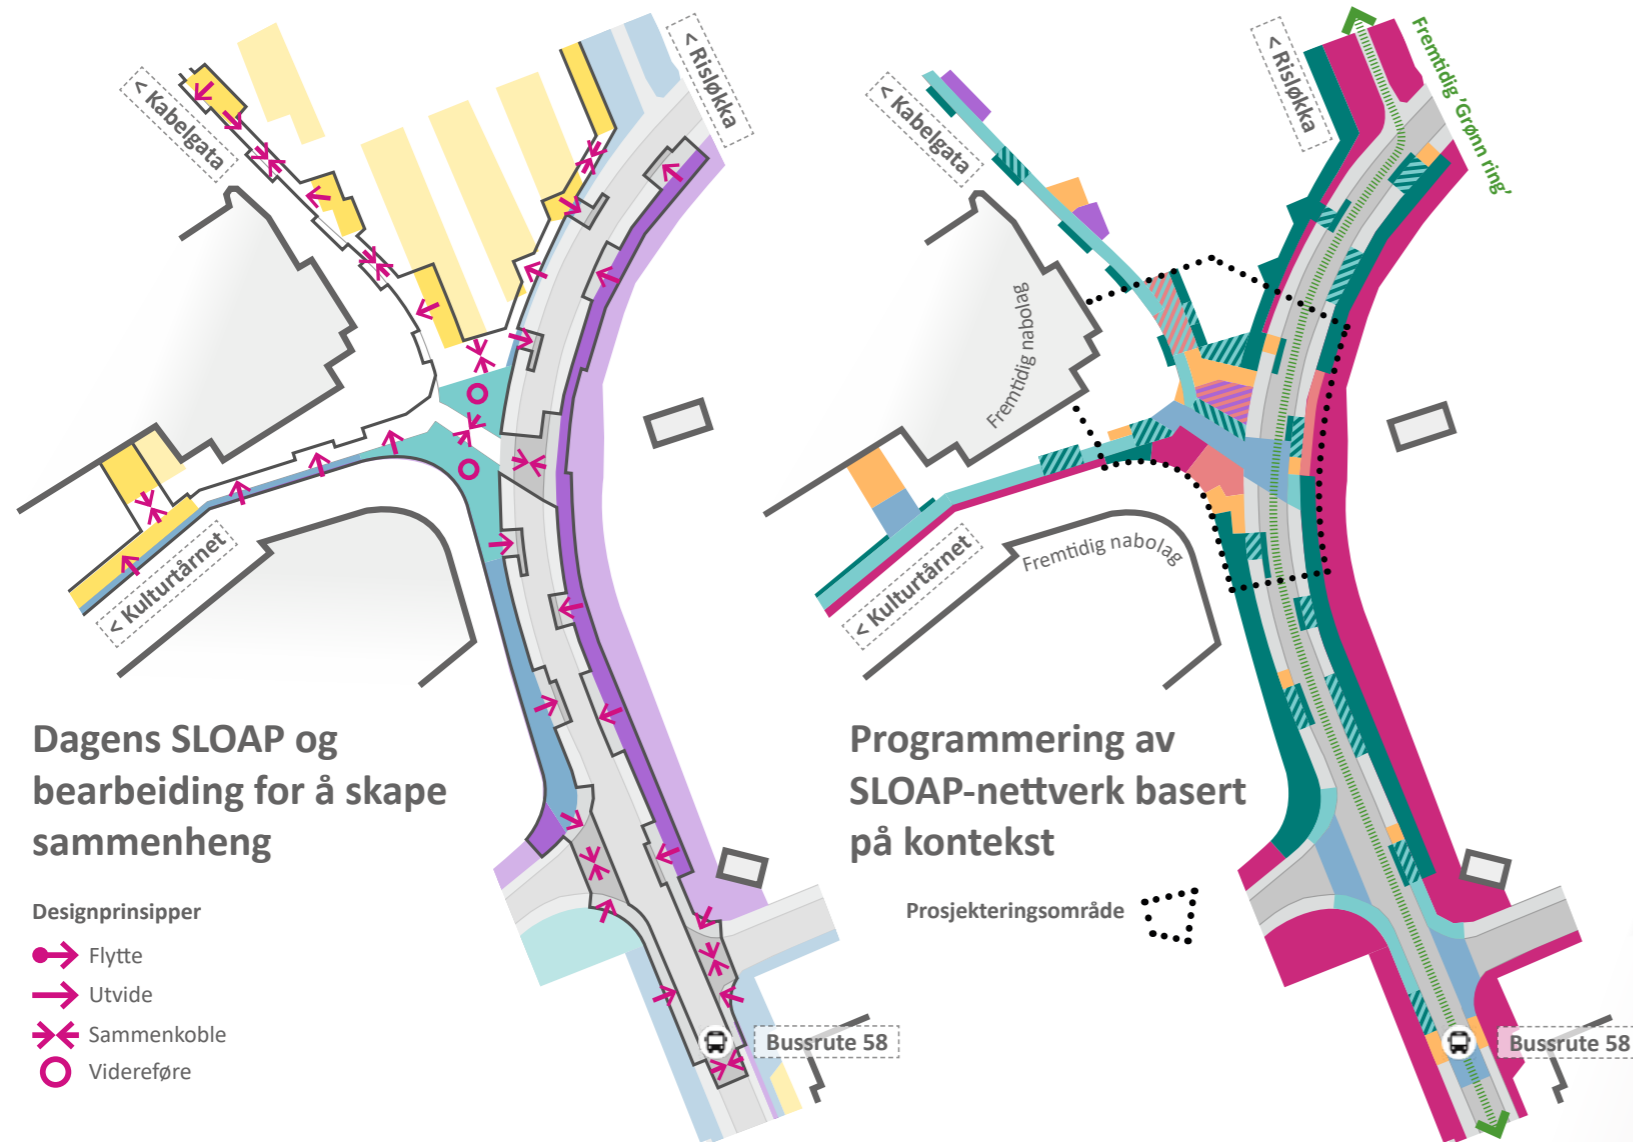 < Kabelgata
< Risløkka
< Kulturtårnet
Dagens SLOAP og
bearbeiding for å skape
sammenheng
Designprinsipper
Flytte
Utvide
Sammenkoble
Videreføre
Bussrute 58
< Kabelgata
< Risløkka
Fremtidig 'Grønn ring'
Fremtidig nabolag
Fremtidig nabolag
< Kulturtårnet
Programmering av
SLOAP-nettverk basert
på kontekst
Prosjekteringsområde
Bussrute 58